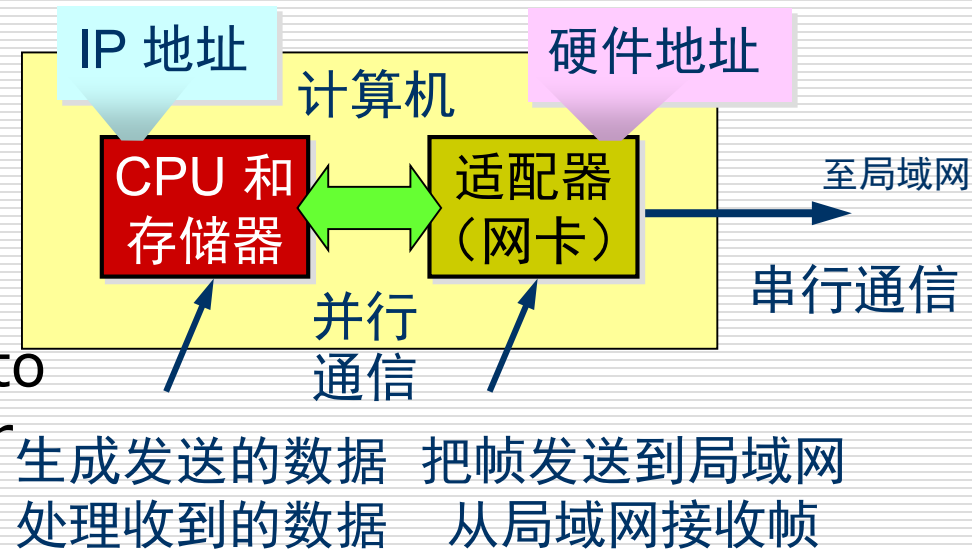 IP 地址
硬件地址
计算机
CPU 和
存储器
适配器
（网卡）
至局域网
串行通信
并行
通信
to
生成发送的数据
处理收到的数据
把帧发送到局域网
从局域网接收帧